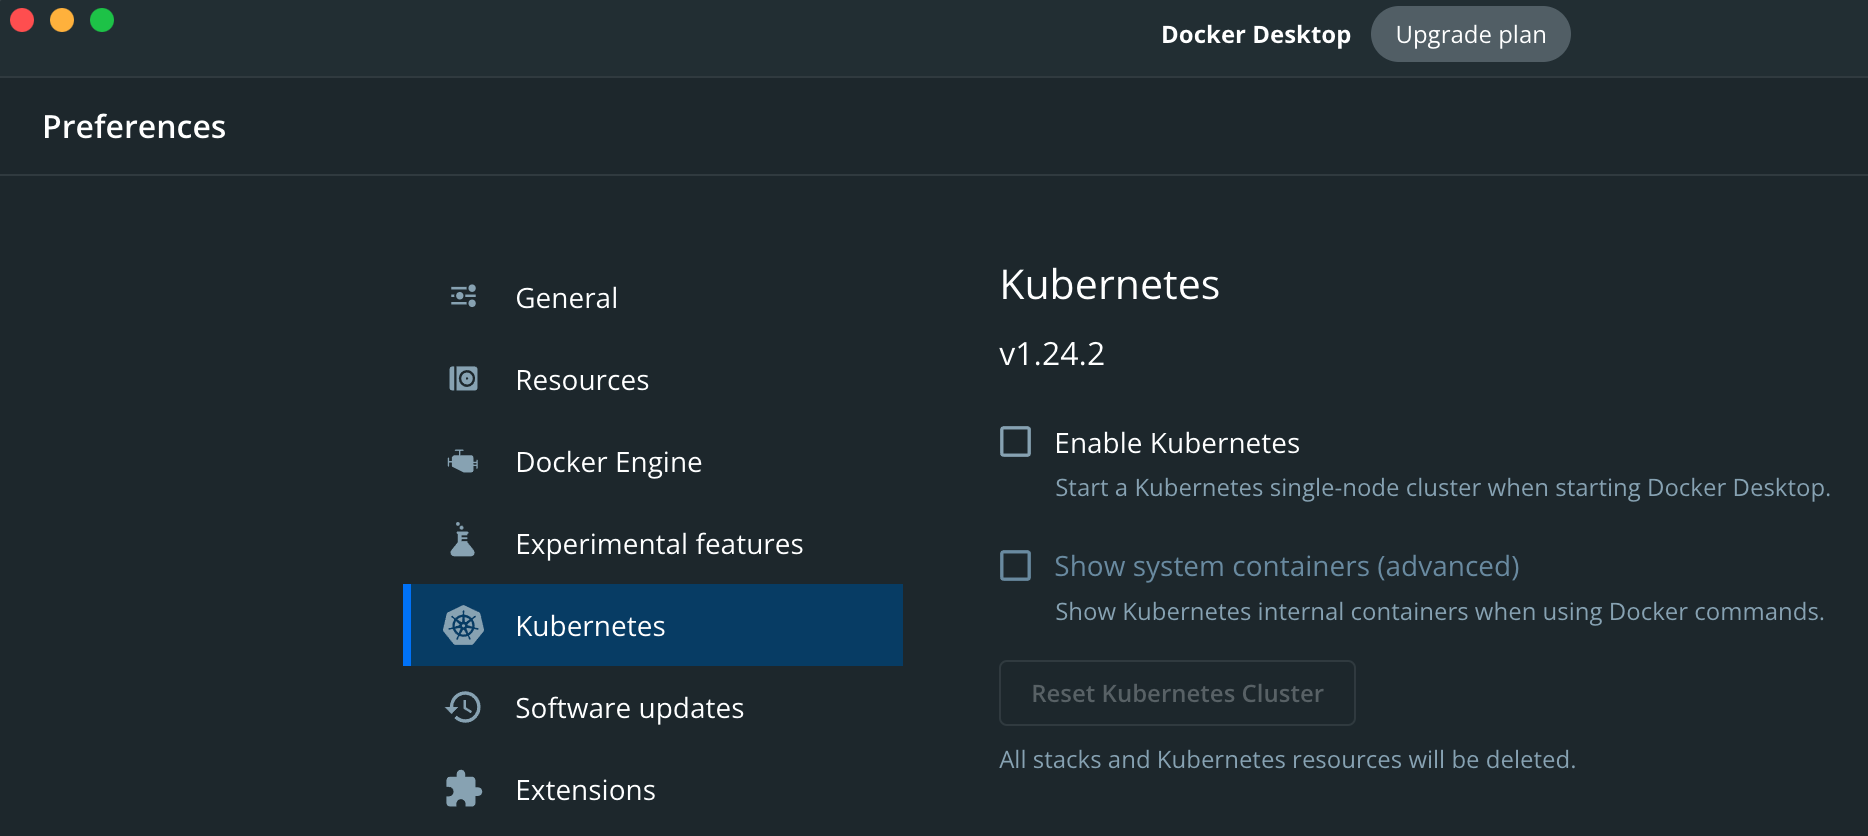 Docker Desktop
Upgrade plan
Preferences
General
Resources
Docker Engine
Experimental features
Kubernetes
Software updates
Extensions
Kubernetes
v1.24.2
Enable Kubernetes
Start a Kubernetes single-node cluster when starting Docker Desktop.
Show system containers (advanced)
Show Kubernetes internal containers when using Docker commands.
Reset Kubernetes Cluster
All stacks and Kubernetes resources will be deleted.